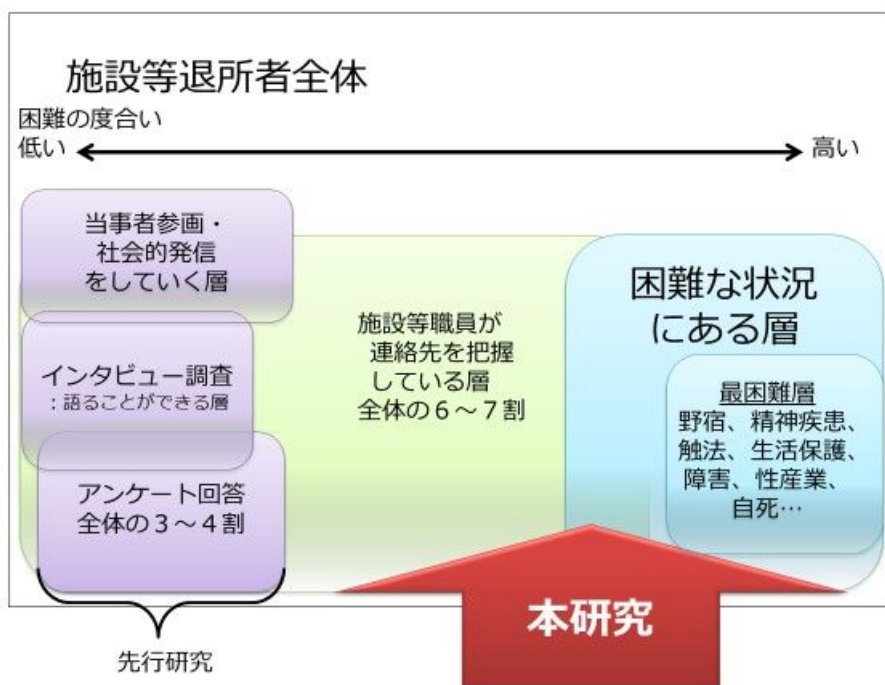 施設等退所者全体
困難の度合い
低い
高い
当事者参画・
社会的発信
をしていく層
インタビュー調査
：語ることができる層
アンケート回答
全体の３～４割
施設等職員が
連絡先を把握
している層
全体の６～７割
困難な状況
にある層
最困難層
野宿、精神疾患、
触法、生活保護、
障害、性産業、
自死…
本研究
先行研究